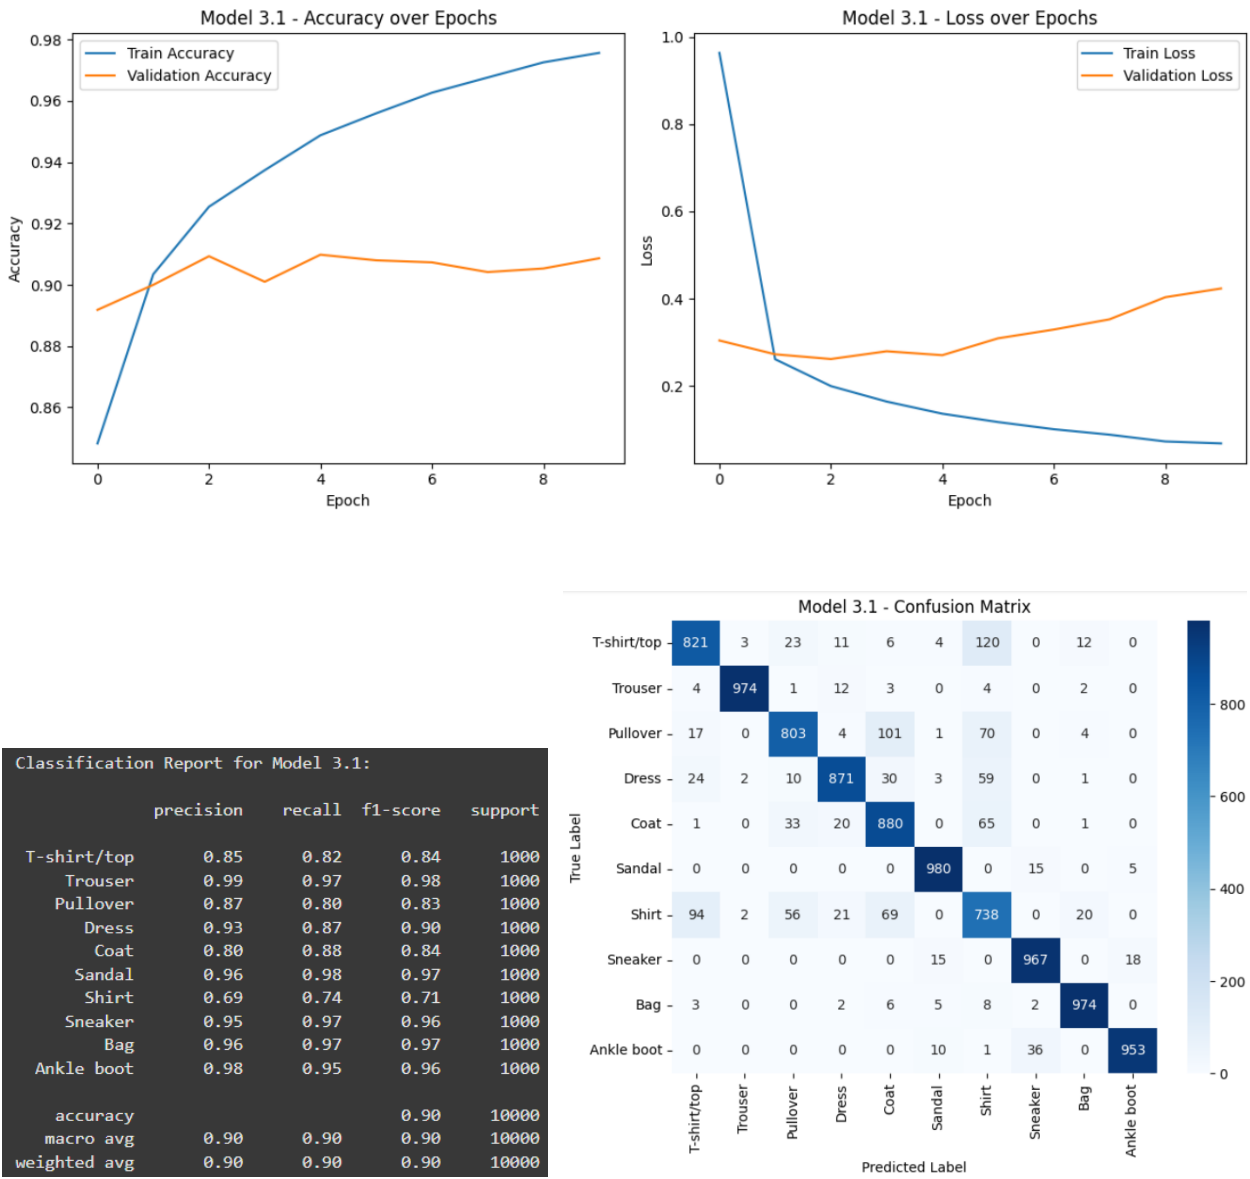 Model 3.1 - Accuracy over Epochs
Train Accuracy
Validation Accuracy
0.98
0.96
0.94
0.92
0.90
0.88
0.86
Accuracy
0 2 4 6 8
Epoch
Model 3.1 - Loss over Epochs
Train Loss
Validation Loss
1.0
0.8
0.6
0.4
0.2
Loss
0 2 4 6 8
Epoch
Classification Report for Model 3.1:
precision recall f1-score support
T-shirt/top 0.85 0.82 0.84 1000
Trouser 0.99 0.97 0.98 1000
Pullover 0.87 0.80 0.83 1000
Dress 0.93 0.87 0.90 1000
Coat 0.80 0.88 0.84 1000
Sandal 0.96 0.98 0.97 1000
Shirt 0.69 0.74 0.71 1000
Sneaker 0.95 0.97 0.96 1000
Bag 0.96 0.97 0.97 1000
Ankle boot 0.98 0.95 0.96 1000
accuracy 0.90 10000
macro avg 0.90 0.90 0.90 10000
weighted avg 0.90 0.90 0.90 10000
Model 3.1 - Confusion Matrix
True Label
T-shirt/top 821 3 23 11 6 4 120 0 12 0
Trouser 4 974 1 12 3 0 4 0 2 0
Pullover 17 0 803 4 101 1 70 0 4 0
Dress 24 2 10 871 30 3 59 0 1 0
Coat 1 0 33 20 880 0 65 0 1 0
Sandal 0 0 0 0 0 980 0 15 0 5
Shirt 94 2 56 21 69 0 738 0 20 0
Sneaker 0 0 0 0 0 15 0 967 0 18
Bag 3 0 0 2 6 5 8 2 974 0
Ankle boot 0 0 0 0 0 10 1 36 0 953
T-shirt/top Trouser Pullover Dress Coat Sandal Shirt Sneaker Bag Ankle boot
Predicted Label
800
600
400
200
0